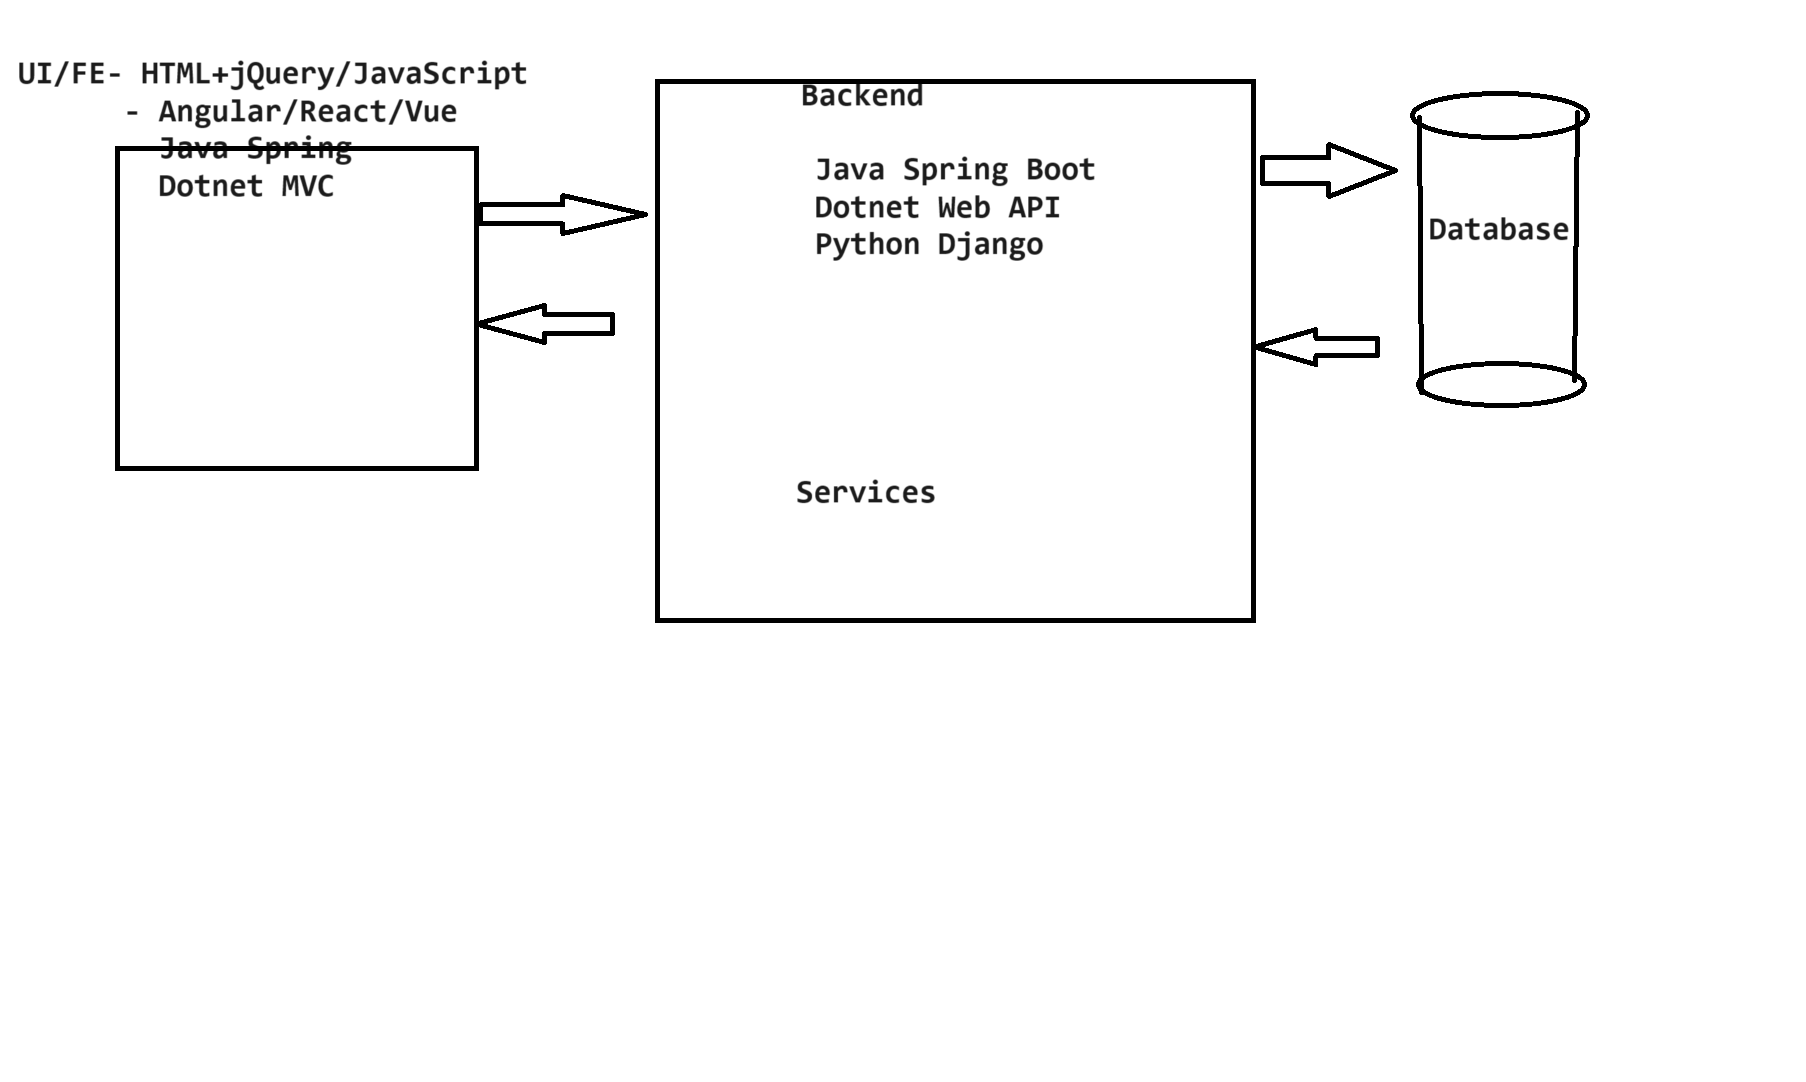 UI/FE- HTML+jQuery/JavaScript
- Angular/React/Vue
Java Spring
Dotnet MVC
Backend
Java Spring Boot
Dotnet Web API
Python Django
Services
Database